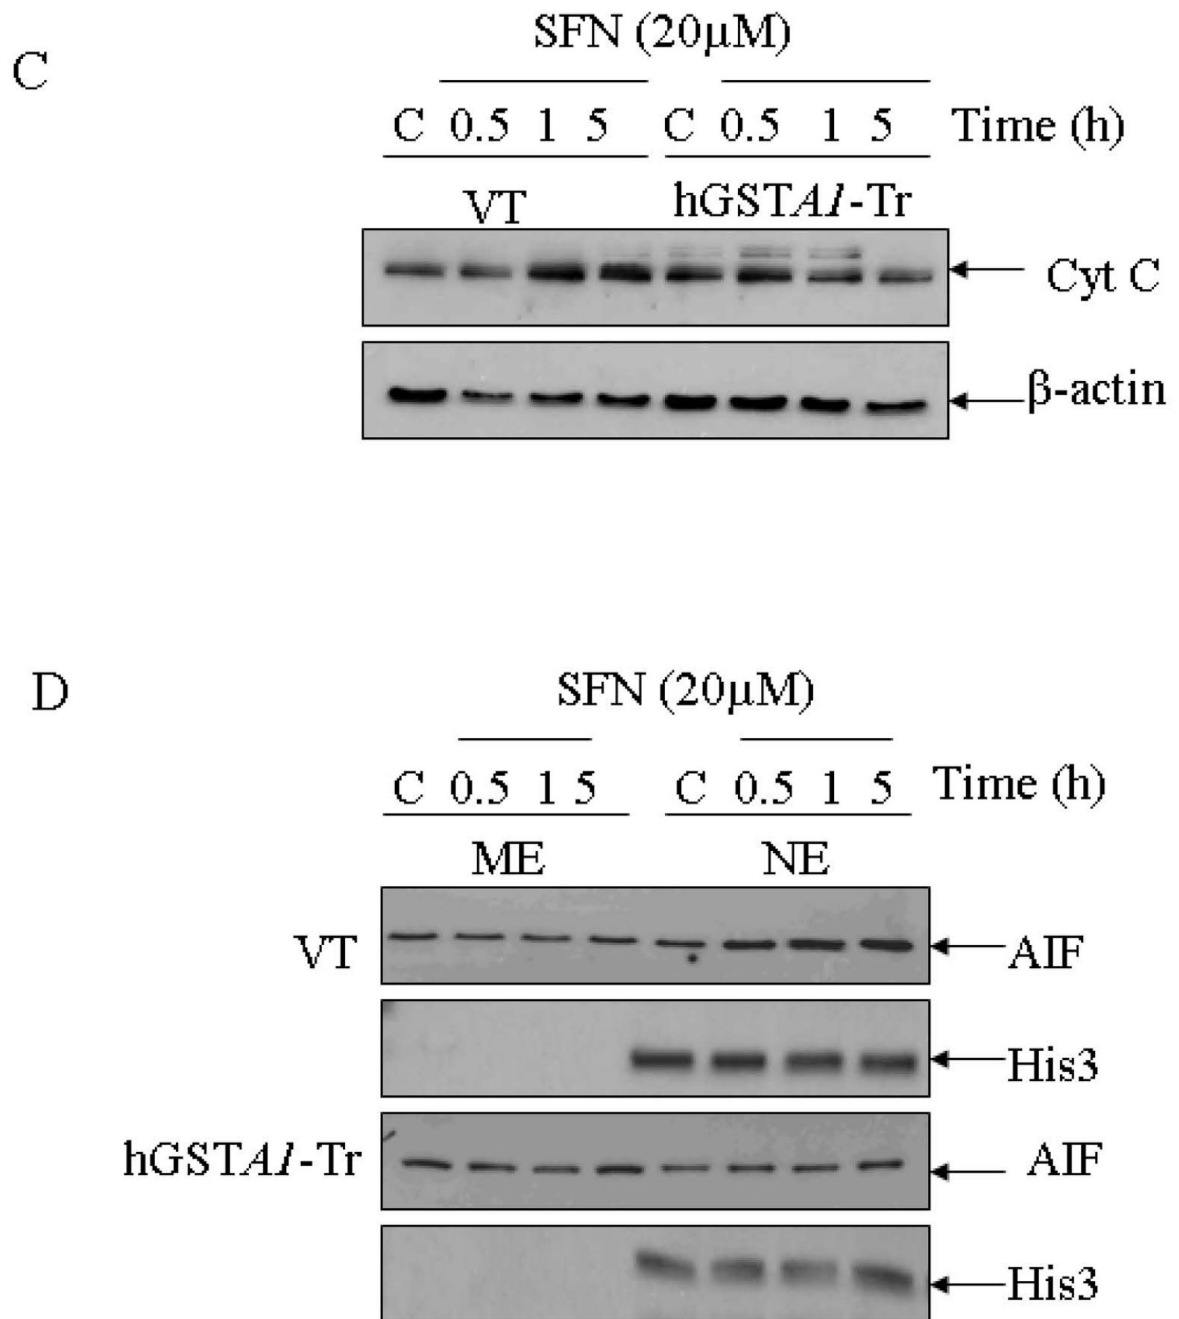 C
SFN (20µM)
C 0.5 1 5 C 0.5 1 5 Time (h)
VT hGSTA1-Tr
Cyt C
β-actin
D
SFN (20µM)
C 0.5 1 5 C 0.5 1 5 Time (h)
ME NE
VT AIF
His3
hGSTA1-Tr AIF
His3